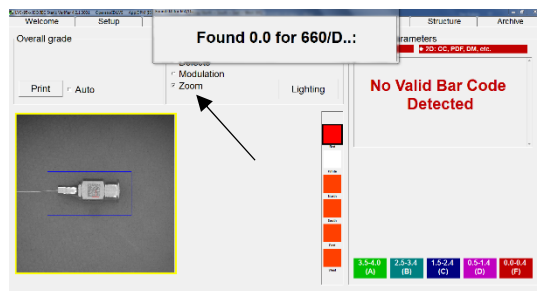 Welcome Setup Structure Archive
Overall grade
Found 0.0 for 660/D..:
2D: CC, PDF, DM, etc.
Modulation
Zoom
Print Auto Lighting
No Valid Bar Code
Detected
3.5-4.0 2.5-3.4 1.5-2.4 0.5-1.4 0.0-0.4
(A) (B) (C) (D) (F)